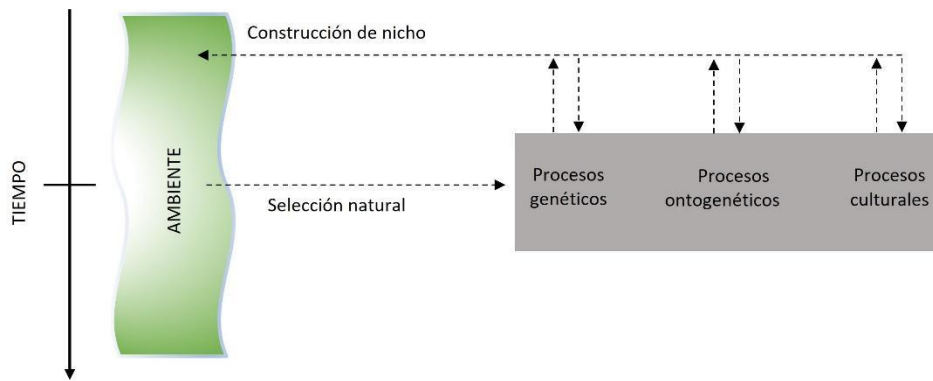 Construcción de nicho
TIEMPO
AMBIENTE
Selección natural
Procesos
genéticos
Procesos
ontogenéticos
Procesos
culturales